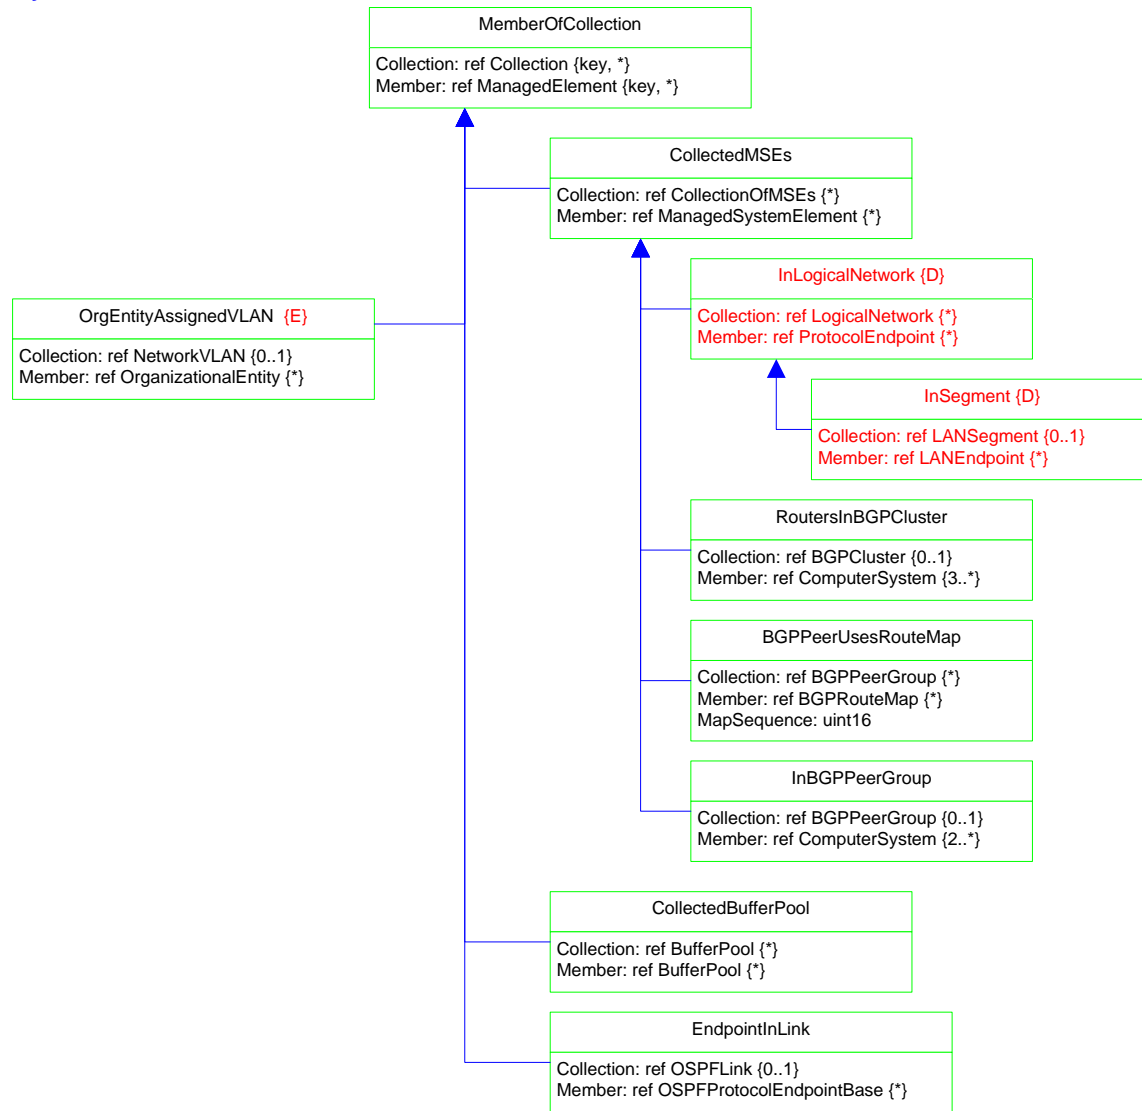 MemberOfCollection
Collection: ref Collection {key, *}
Member: ref ManagedElement {key, *}
CollectedMSEs
Collection: ref CollectionOfMSEs {*}
Member: ref ManagedSystemElement {*}
InLogicalNetwork {D}
Collection: ref LogicalNetwork {*}
Member: ref ProtocolEndpoint {*}
OrgEntityAssignedVLAN {E}
Collection: ref NetworkVLAN {0..1}
Member: ref OrganizationalEntity {*}
InSegment {D}
Collection: ref LANSegment {0..1}
Member: ref LANEndpoint {*}
RoutersInBGPCluster
Collection: ref BGPCluster {0..1}
Member: ref ComputerSystem {3..*}
BGPPeerUsesRouteMap
Collection: ref BGPPeerGroup {*}
Member: ref BGPRouteMap {*}
MapSequence: uint16
InBGPPeerGroup
Collection: ref BGPPeerGroup {0..1}
Member: ref ComputerSystem {2..*}
CollectedBufferPool
Collection: ref BufferPool {*}
Member: ref BufferPool {*}
EndpointInLink
Collection: ref OSPFLink {0..1}
Member: ref OSPFProtocolEndpointBase {*}